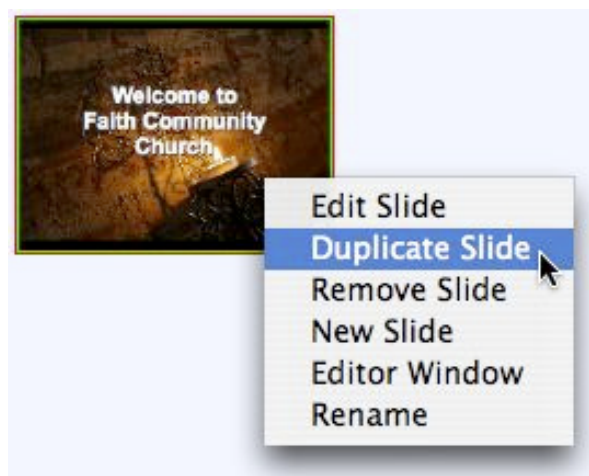 Welcome to
Faith Community
Church
Edit Slide
Duplicate Slide
Remove Slide
New Slide
Editor Window
Rename